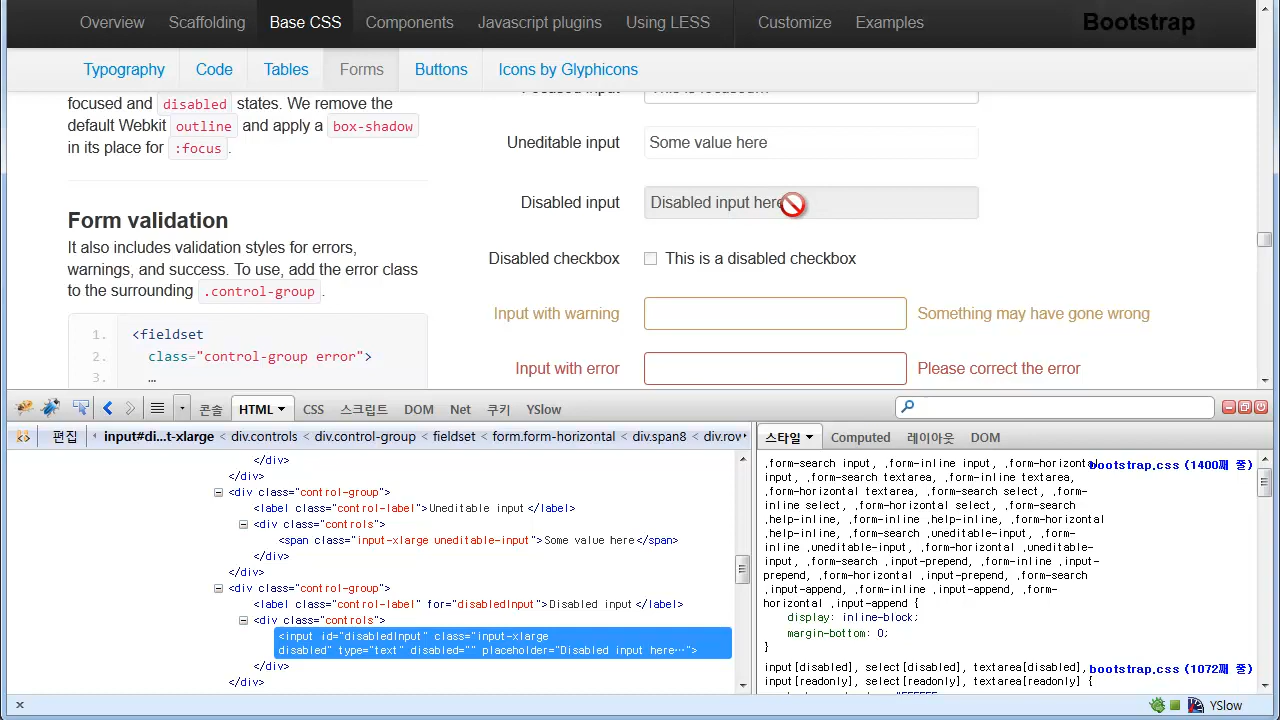 Overview Scaffolding Base CSS Components Javascript plugins Using LESS Customize Examples Bootstrap
Typography Code Tables Forms Buttons Icons by Glyphicons
focused and disabled states. We remove the
default Webkit outline and apply a box-shadow
in its place for :focus .
Uneditable input Some value here
Disabled input Disabled input here
Disabled checkbox This is a disabled checkbox
Input with warning Something may have gone wrong
Input with error Please correct the error
Form validation
It also includes validation styles for errors,
warnings, and success. To use, add the error class
to the surrounding .control-group .
1. <fieldset
2. class="control-group error">
3. …
콘솔 HTML CSS 스크립트 DOM Net 쿠키 YSlow
편집 input#di...t-xlarge div.controls div.control-group fieldset form.form-horizontal div.span8 div.row
</div>
</div>
<div class="control-group">
<label class="control-label">Uneditable input</label>
<div class="controls">
<span class="input-xlarge uneditable-input">Some value here</span>
</div>
</div>
<div class="control-group">
<label class="control-label" for="disabledInput">Disabled input</label>
<div class="controls">
<input id="disabledInput" class="input-xlarge
disabled" type="text" disabled="" placeholder="Disabled input here…">
</div>
</div>
스타일 Computed 레이아웃 DOM
.form-search input, .form-inline input, .form-horizontal bootstrap.css (1400째 줄)
input, .form-search textarea, .form-inline textarea,
.form-horizontal textarea, .form-search select, .form-
inline select, .form-horizontal select, .form-search
.help-inline, .form-inline .help-inline, .form-horizontal
.help-inline, .form-search .uneditable-input, .form-
inline .uneditable-input, .form-horizontal .uneditable-
input, .form-search .input-prepend, .form-inline .input-
prepend, .form-horizontal .input-prepend, .form-search
.input-append, .form-inline .input-append, .form-
horizontal .input-append {
display: inline-block;
margin-bottom: 0;
}
input[disabled], select[disabled], textarea[disabled], bootstrap.css (1072째 줄)
input[readonly], select[readonly], textarea[readonly] {
YSlow